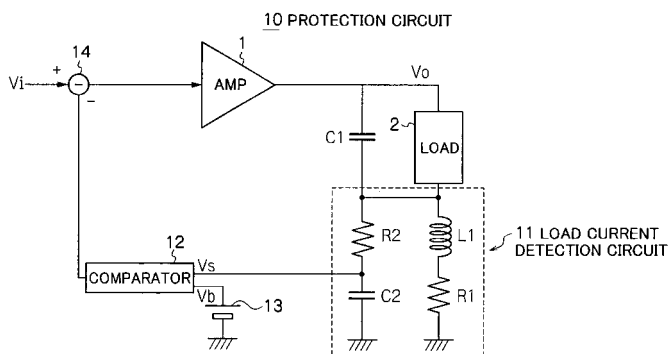 10 PROTECTION CIRCUIT
1
14
Vi
+
−
−
AMP
Vo
2
LOAD
C1
R2
L1
11 LOAD CURRENT
DETECTION CIRCUIT
12
COMPARATOR
Vs
Vb
13
C2
R1